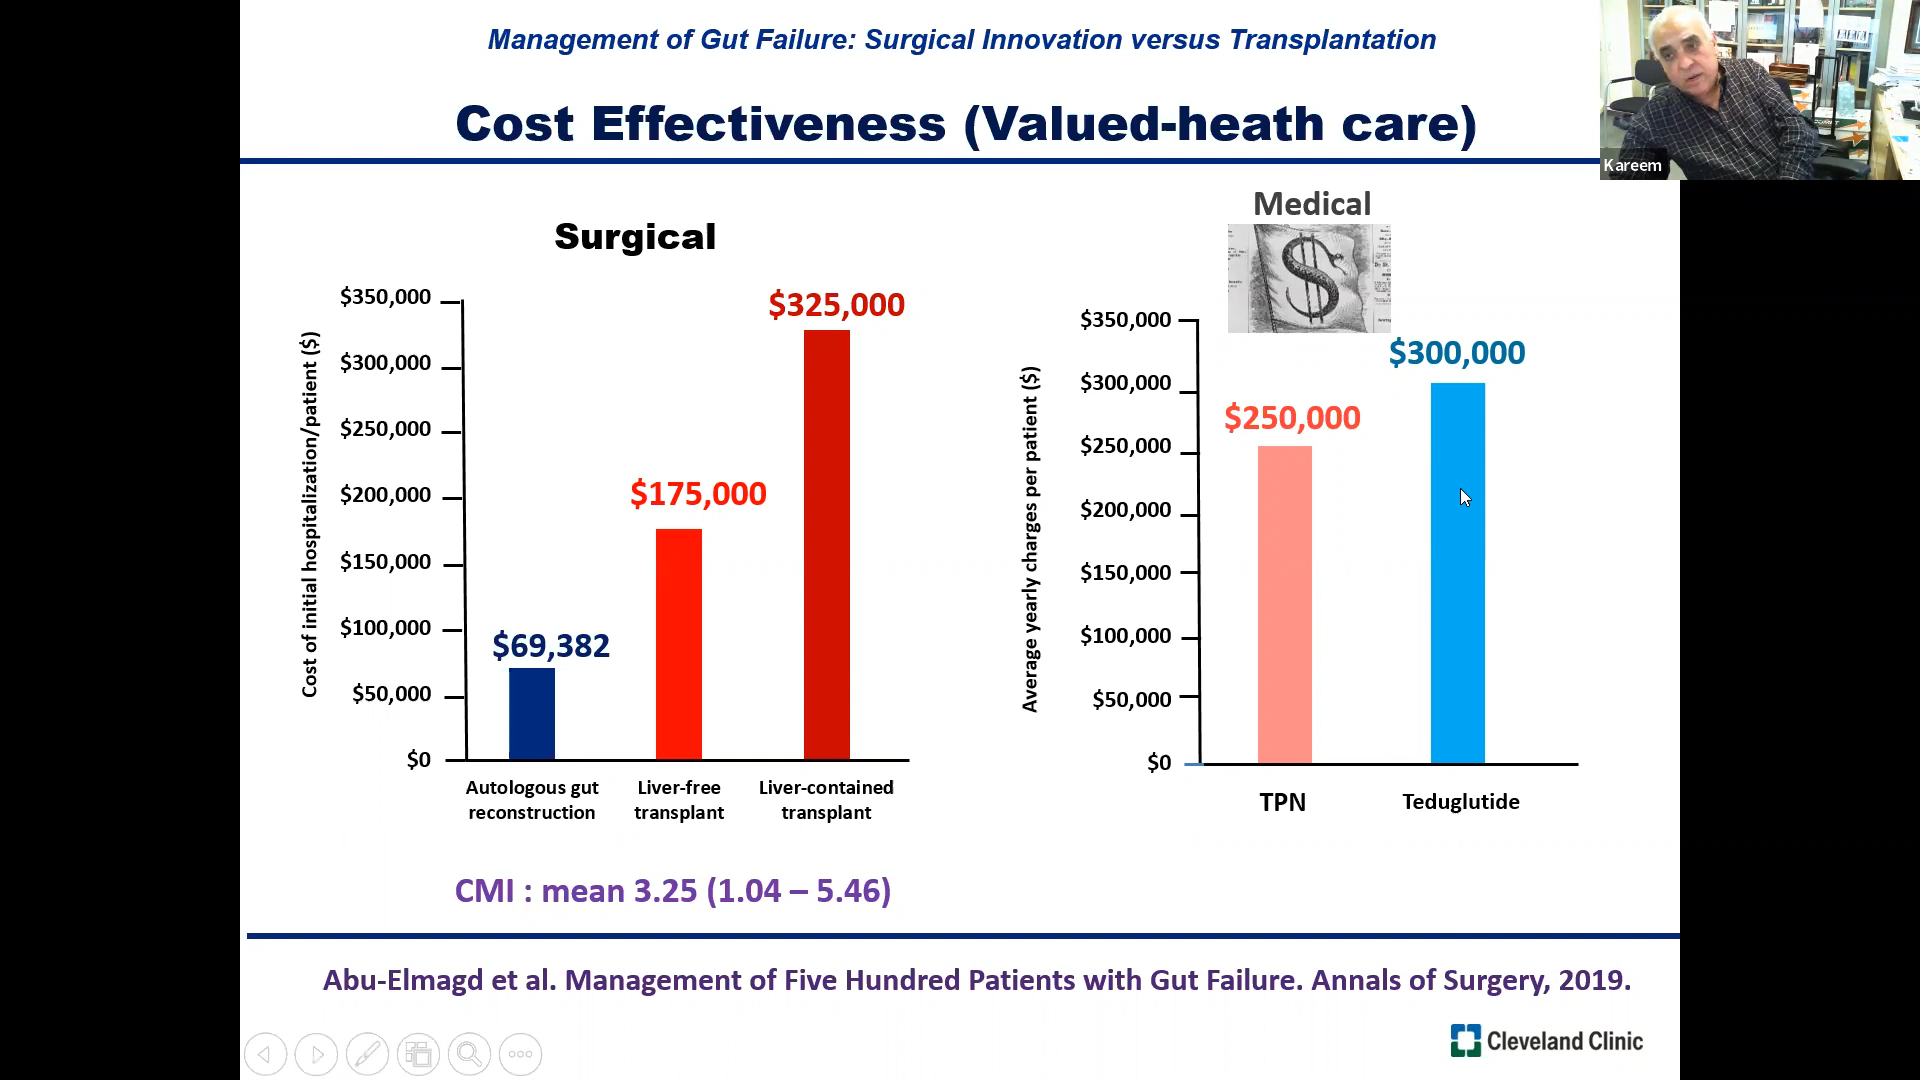 Management of Gut Failure: Surgical Innovation versus Transplantation
Cost Effectiveness (Valued-heath care)
Kareem
Surgical
Cost of initial hospitalization/patient ($)
$350,000
$300,000
$250,000
$200,000
$150,000
$100,000
$50,000
$0
$69,382
$175,000
$325,000
Autologous gut
reconstruction
Liver-free
transplant
Liver-contained
transplant
CMI : mean 3.25 (1.04 – 5.46)
Medical
Average yearly charges per patient ($)
$350,000
$300,000
$250,000
$200,000
$150,000
$100,000
$50,000
$0
$250,000
$300,000
TPN
Teduglutide
Abu-Elmagd et al. Management of Five Hundred Patients with Gut Failure. Annals of Surgery, 2019.
Cleveland Clinic